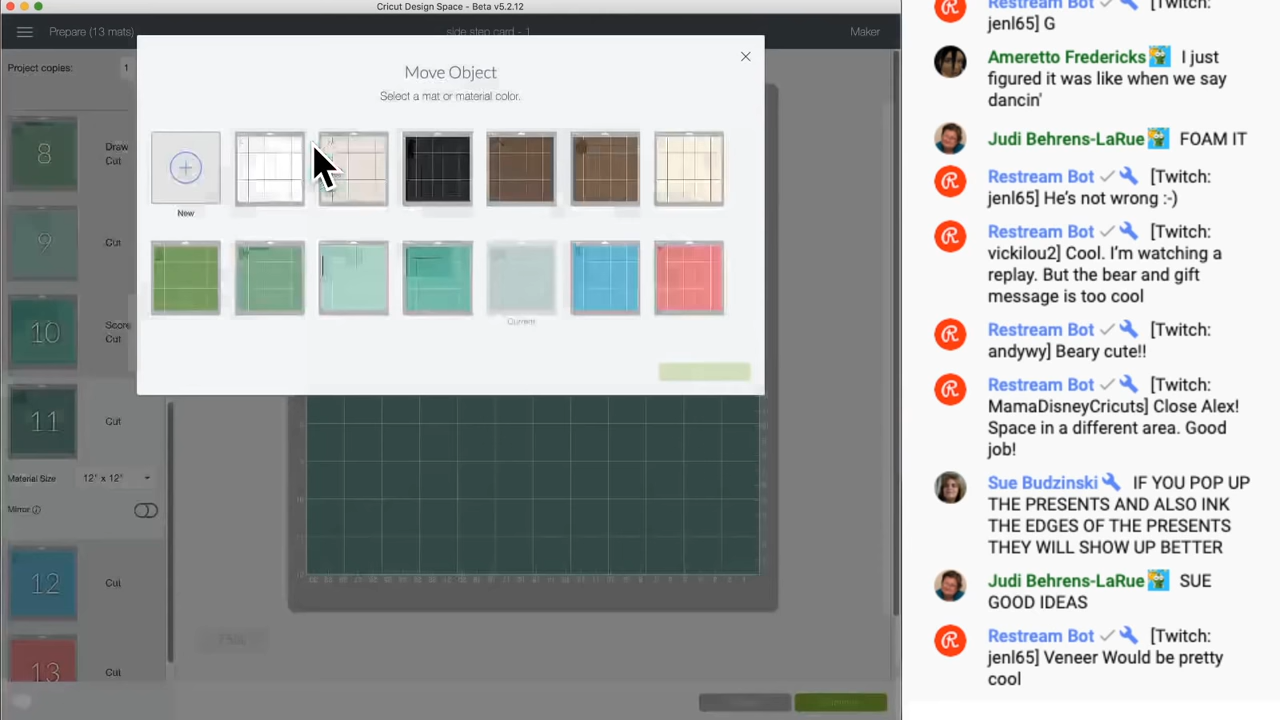 Cricut Design Space - Beta v5.2.12
Prepare (13 mats)
side step card - 1
Maker
Project copies:
1
8
Draw
Cut
9
Cut
10
Score
Cut
11
Cut
Material Size
12" x 12"
Mirror
12
Cut
13
Cut
Move Object
Select a mat or material color.
New
Current
Restream Bot [Twitch:
jenl65] G
Ameretto Fredericks I just
figured it was like when we say
dancin'
Judi Behrens-LaRue FOAM IT
Restream Bot [Twitch:
jenl65] He's not wrong :-)
Restream Bot [Twitch:
vickilou2] Cool. I'm watching a
replay. But the bear and gift
message is too cool
Restream Bot [Twitch:
andywy] Beary cute!!
Restream Bot [Twitch:
MamaDisneyCricuts] Close Alex!
Space in a different area. Good
job!
Sue Budzinski IF YOU POP UP
THE PRESENTS AND ALSO INK
THE EDGES OF THE PRESENTS
THEY WILL SHOW UP BETTER
Judi Behrens-LaRue SUE
GOOD IDEAS
Restream Bot [Twitch:
jenl65] Veneer Would be pretty
cool